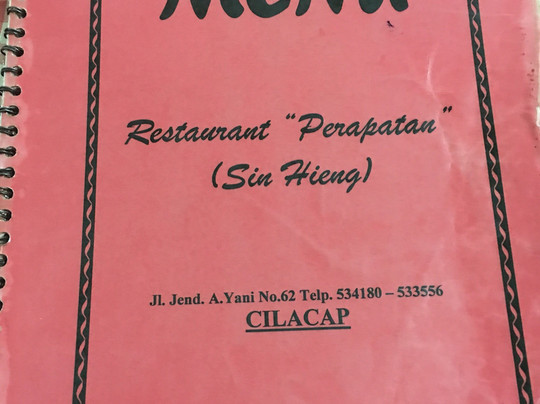 Menu
Restaurant "Perapatan"
(Sin Hieng)
Jl. Jend. A.Yani No.62 Telp. 534180 – 533556
CILACAP